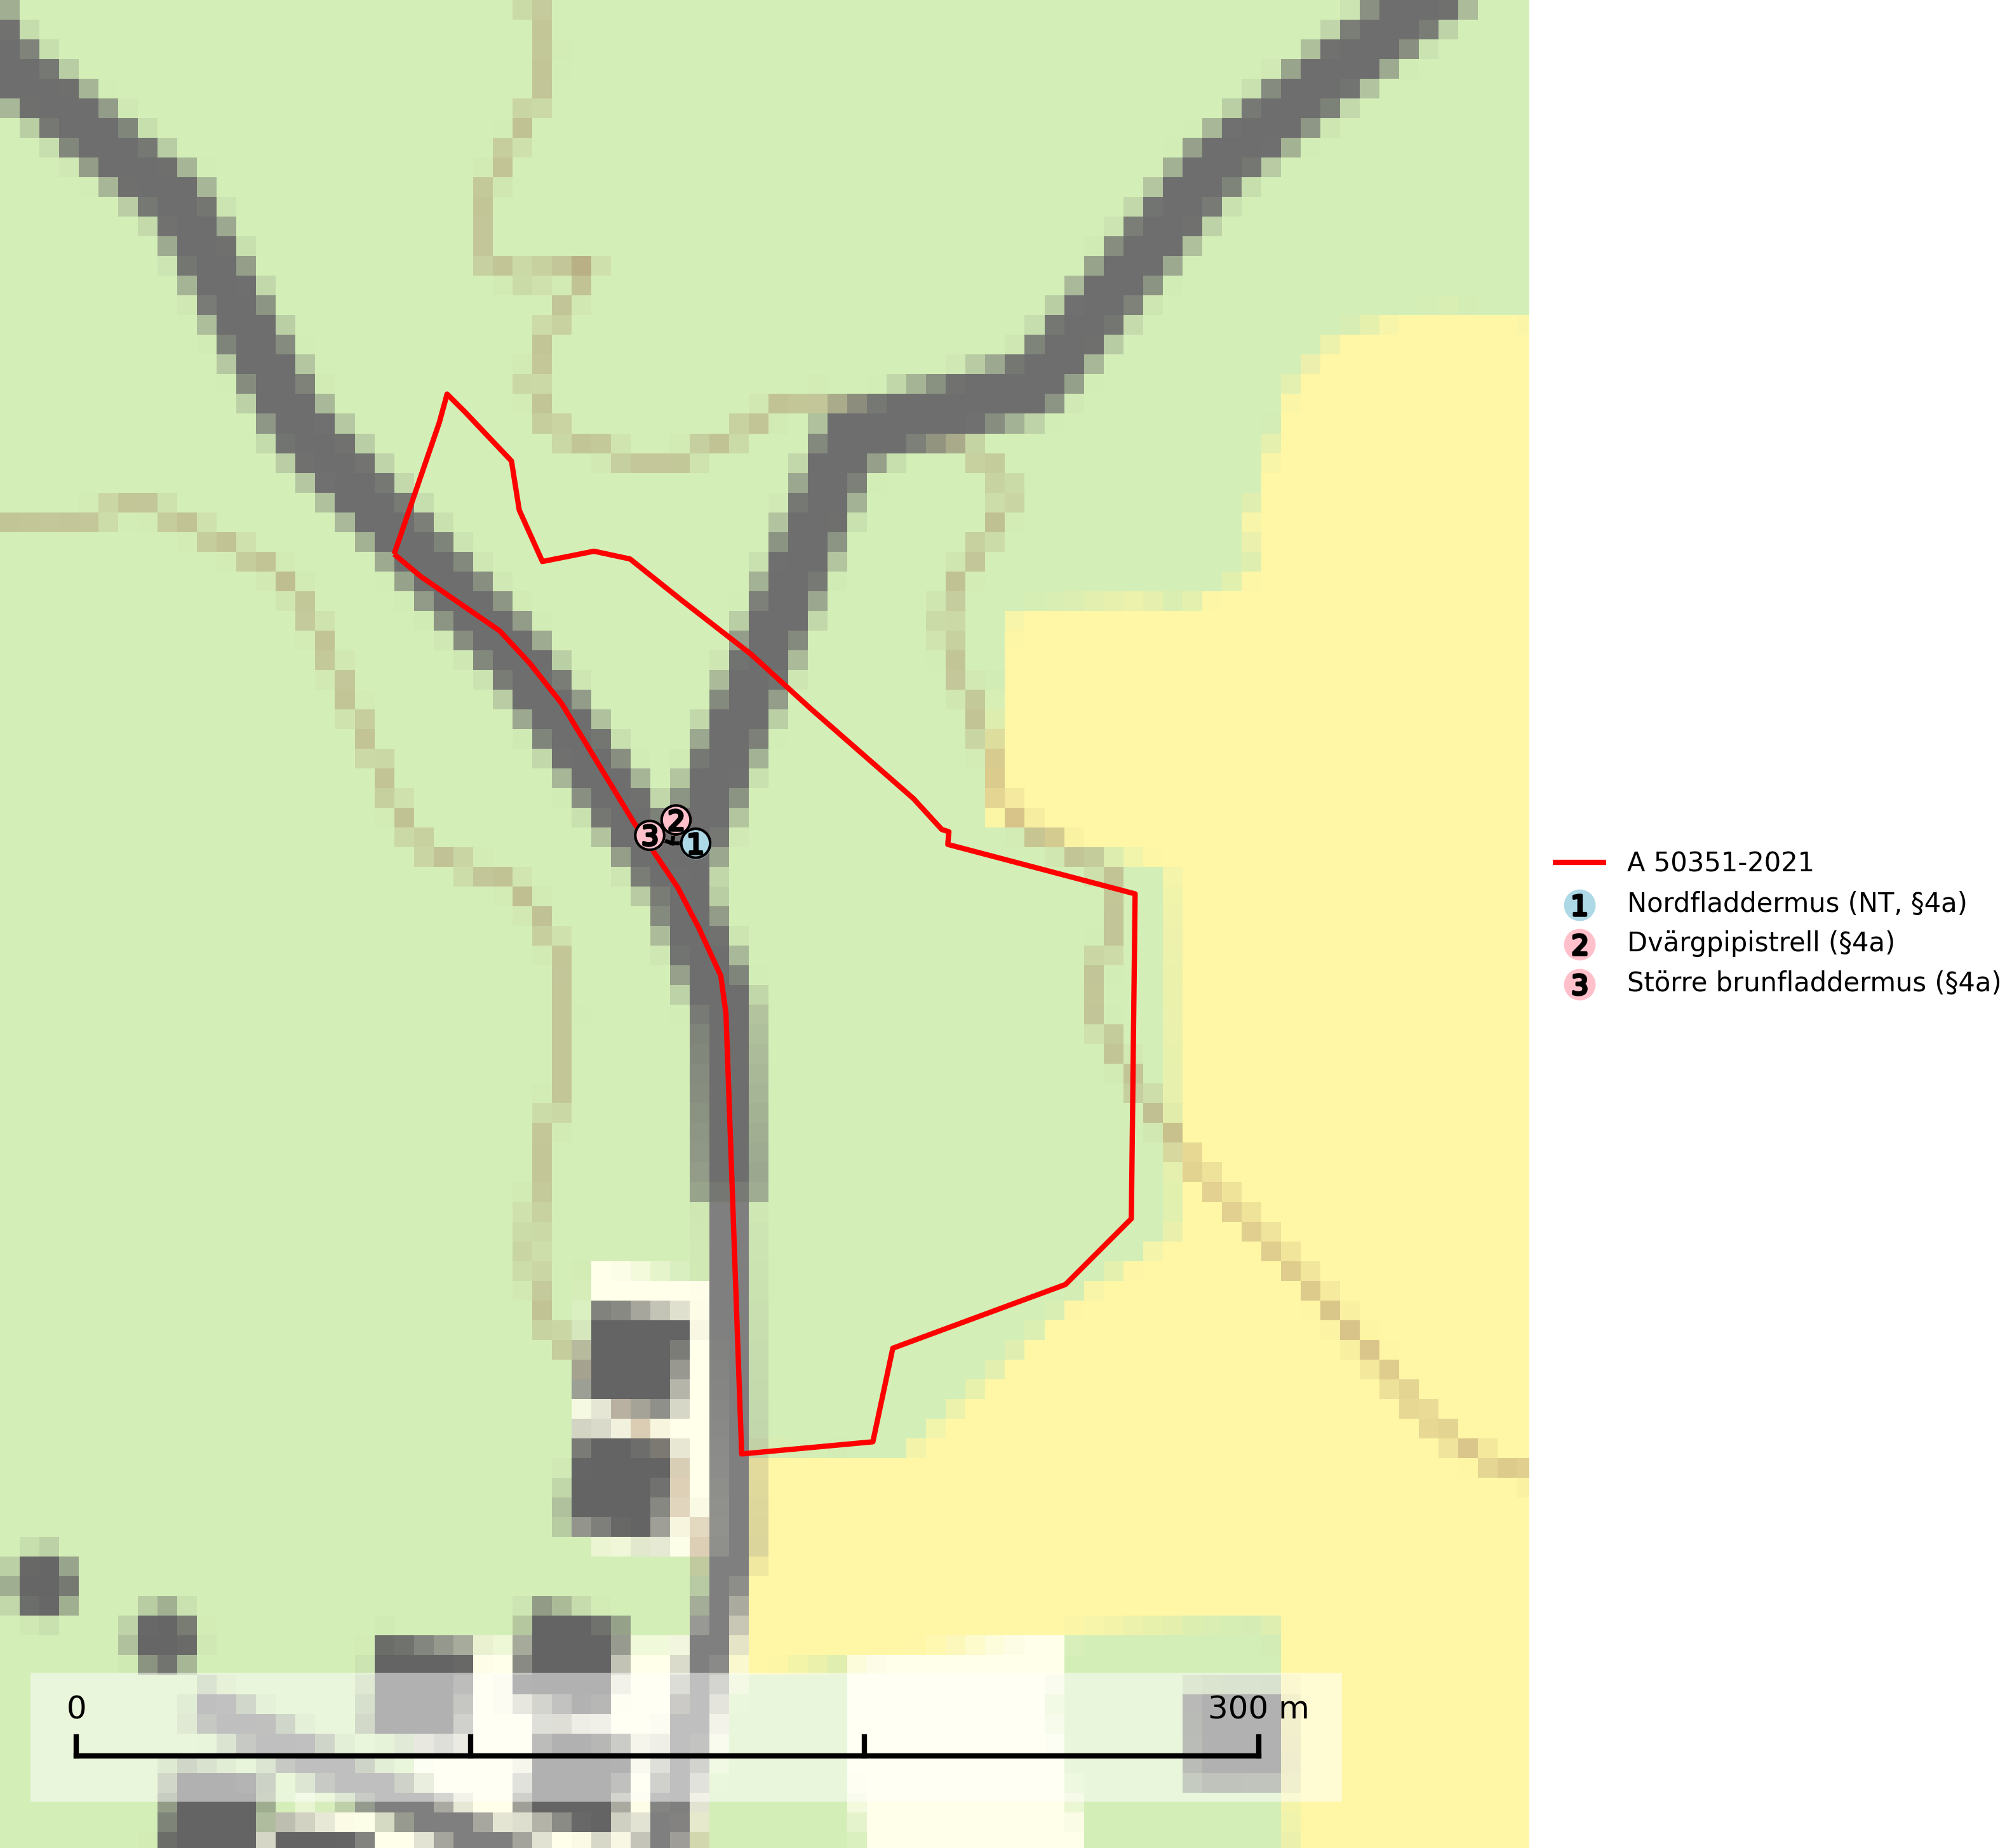 3 2 1
A 50351-2021
1 Nordfladdermus (NT, §4a)
2 Dvärgpipistrell (§4a)
3 Större brunfladdermus (§4a)
0 300 m